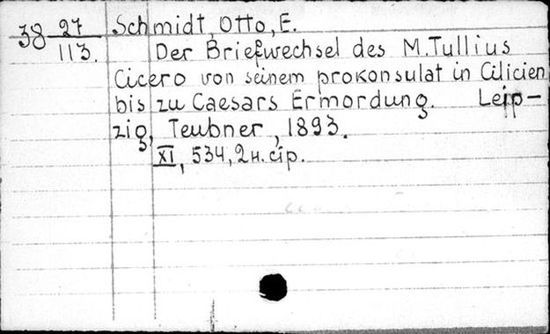 38 27/113. Schmidt, Otto, E.
Der Briefwechsel des M. Tullius
Cicero von seinem prokonsulat in Cilicien
bis zu Caesars Ermordung. Leip-
zig, Teubner, 1893.
XI, 534, 2 н. стр.